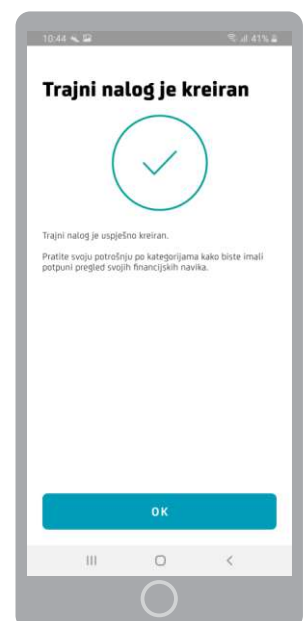 10:44
41%
Trajni nalog je kreiran
Trajni nalog je uspješno kreiran.
Pratite svoju potrošnju po kategorijama kako biste imali
potpuni pregled svojih financijskih navika.
OK